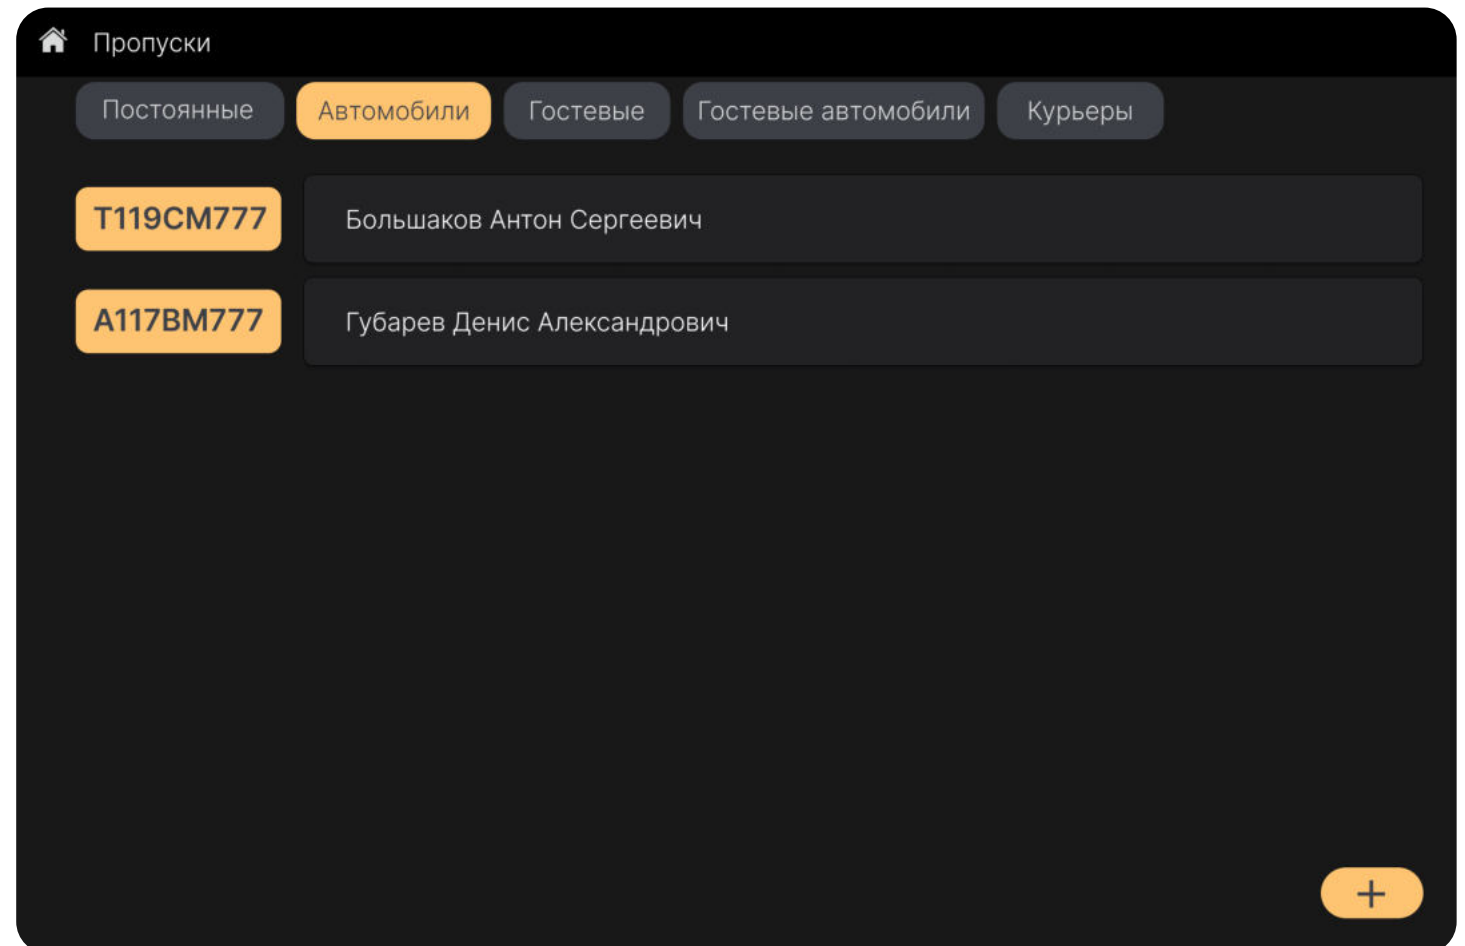 Пропуски
Постоянные Автомобили Гостевые Гостевые автомобили Курьеры
Т119СМ777 Большаков Антон Сергеевич
А117ВМ777 Губарев Денис Александрович
+